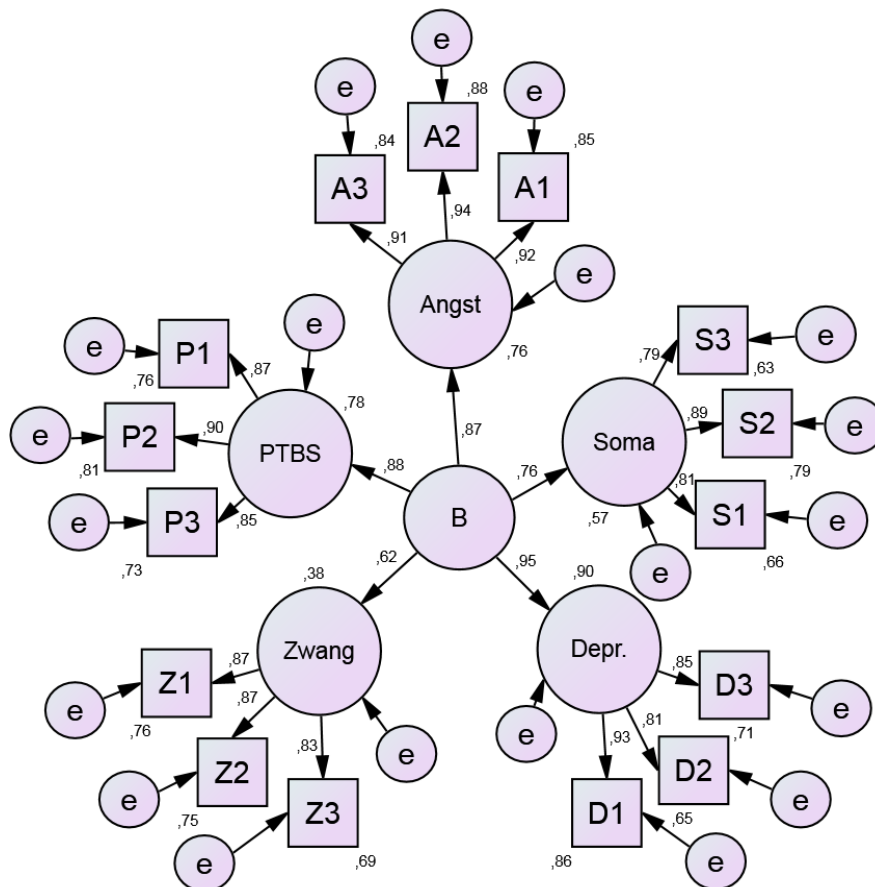 e
e
,88
e
,84
A2
,85
A3
A1
,94
,91
,92
e
Angst
e
e
P1
S3
e
,76
,87
,76
,79
,63
,78
e
P2
,90
PTBS
Soma
,89
S2
e
,81
,87
,79
,88
,76
,81
e
P3
,85
B
S1
e
,73
,57
,66
,62
,95
e
,38
,90
Zwang
Depr.
Z1
,87
,85
D3
e
e
,76
,87
e
e
,71
,83
,93
,81
Z2
D2
e
e
,75
Z3
D1
,65
e
,69
,86
e